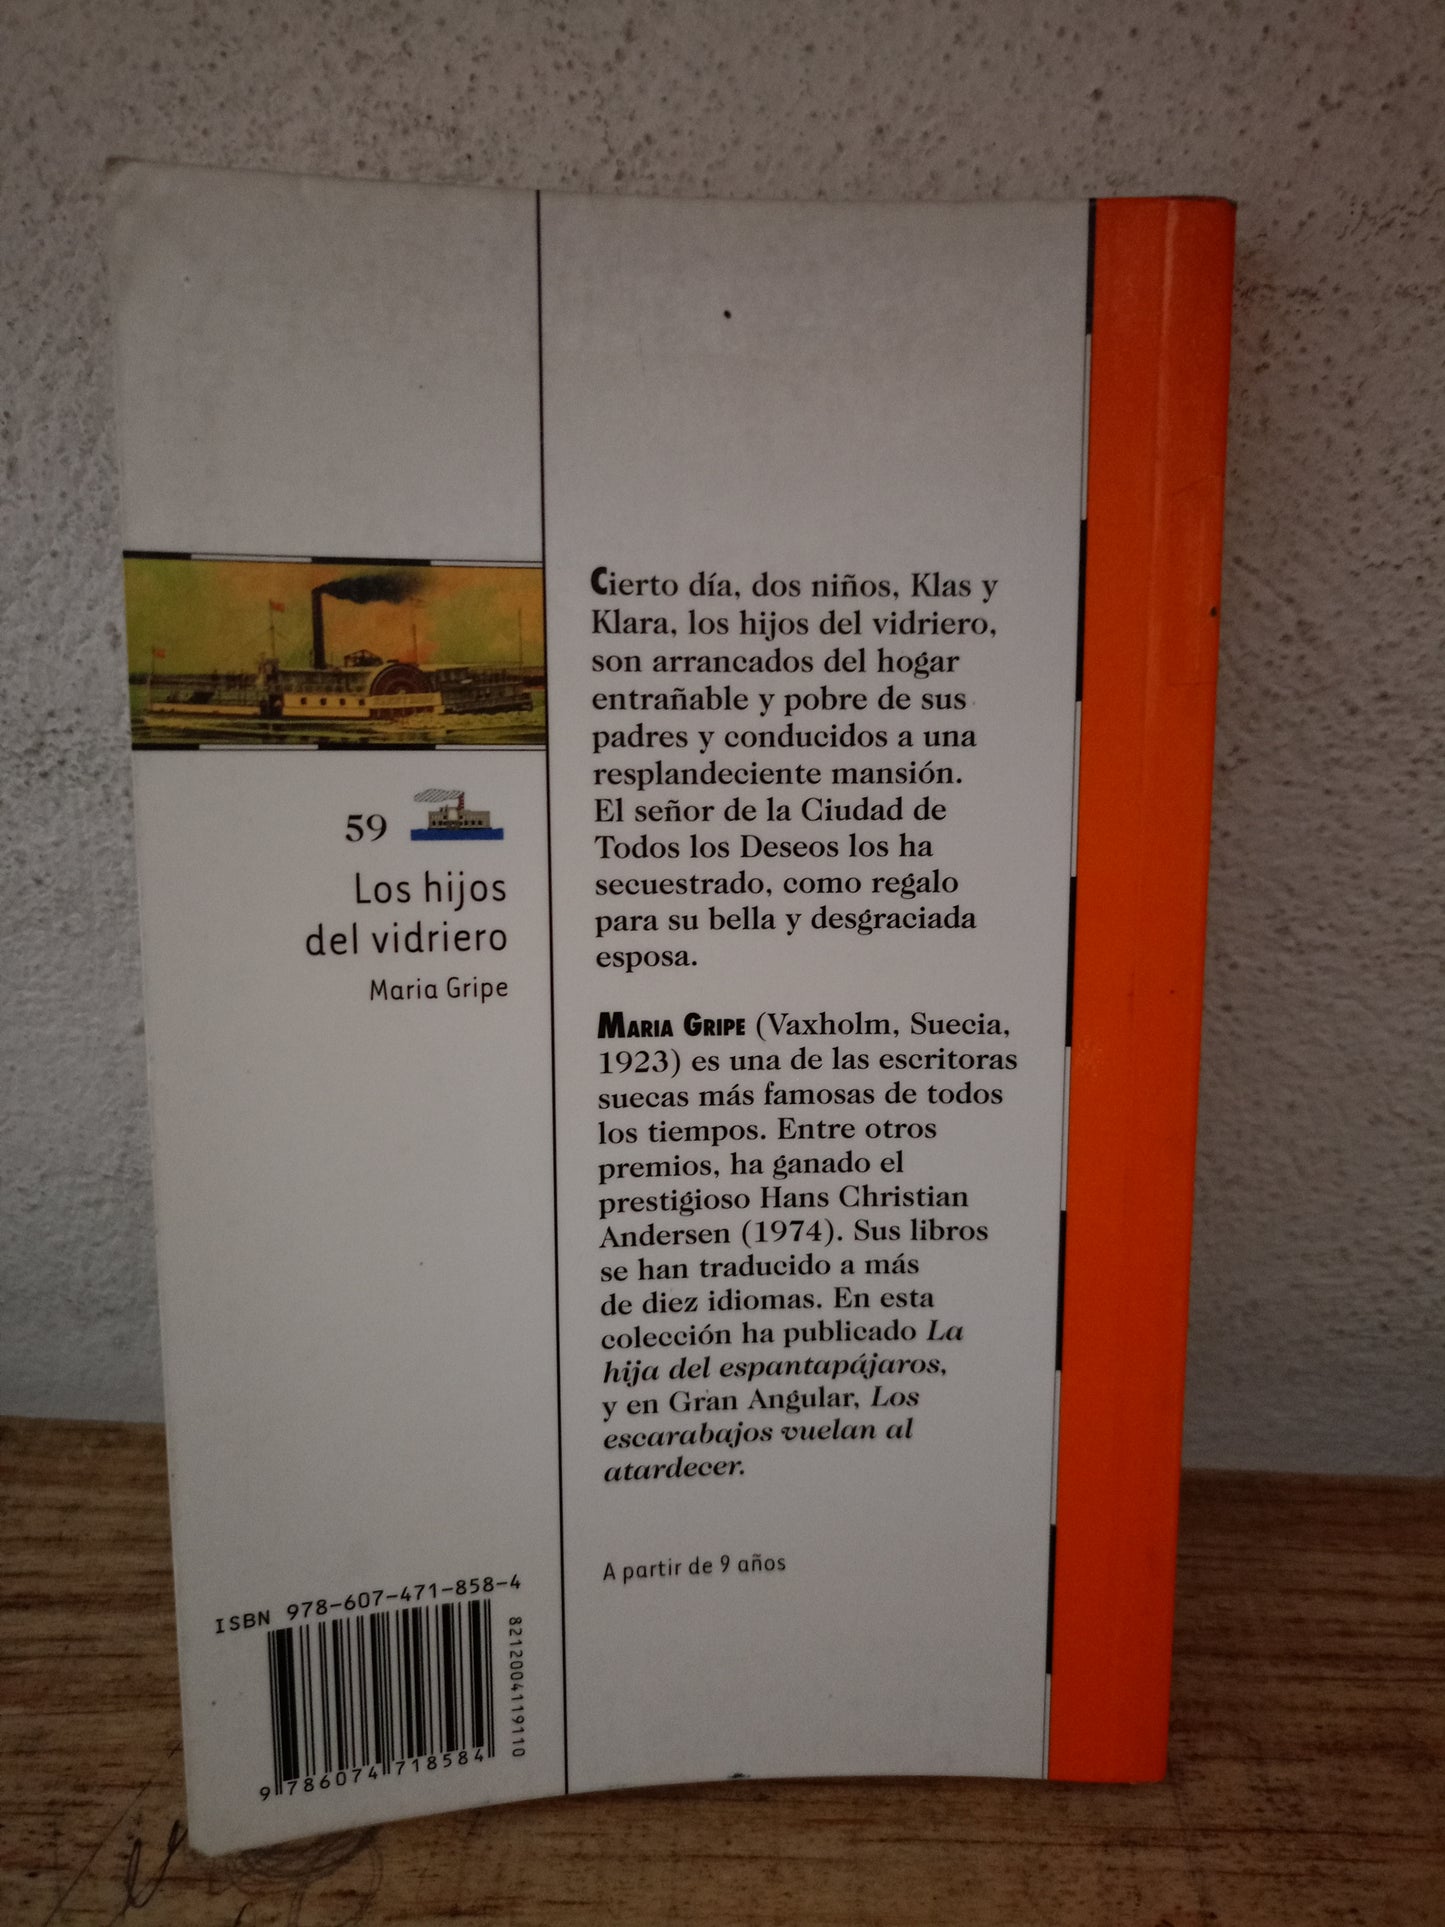 59
Los hijos
del vidriero
Maria Gripe
Cierto día, dos niños, Klas y
Klara, los hijos del vidriero,
son arrancados del hogar
entrañable y pobre de sus
padres y conducidos a una
resplandeciente mansión.
El señor de la Ciudad de
Todos los Deseos los ha
secuestrado, como regalo
para su bella y desgraciada
esposa.
MARIA GRIPE (Vaxholm, Suecia,
1923) es una de las escritoras
suecas más famosas de todos
los tiempos. Entre otros
premios, ha ganado el
prestigioso Hans Christian
Andersen (1974). Sus libros
se han traducido a más
de diez idiomas. En esta
colección ha publicado La
hija del espantapájaros,
y en Gran Angular, Los
escarabajos vuelan al
atardecer.
A partir de 9 años
ISBN 978-607-471-858-4
9 786074 718584
8212004119110